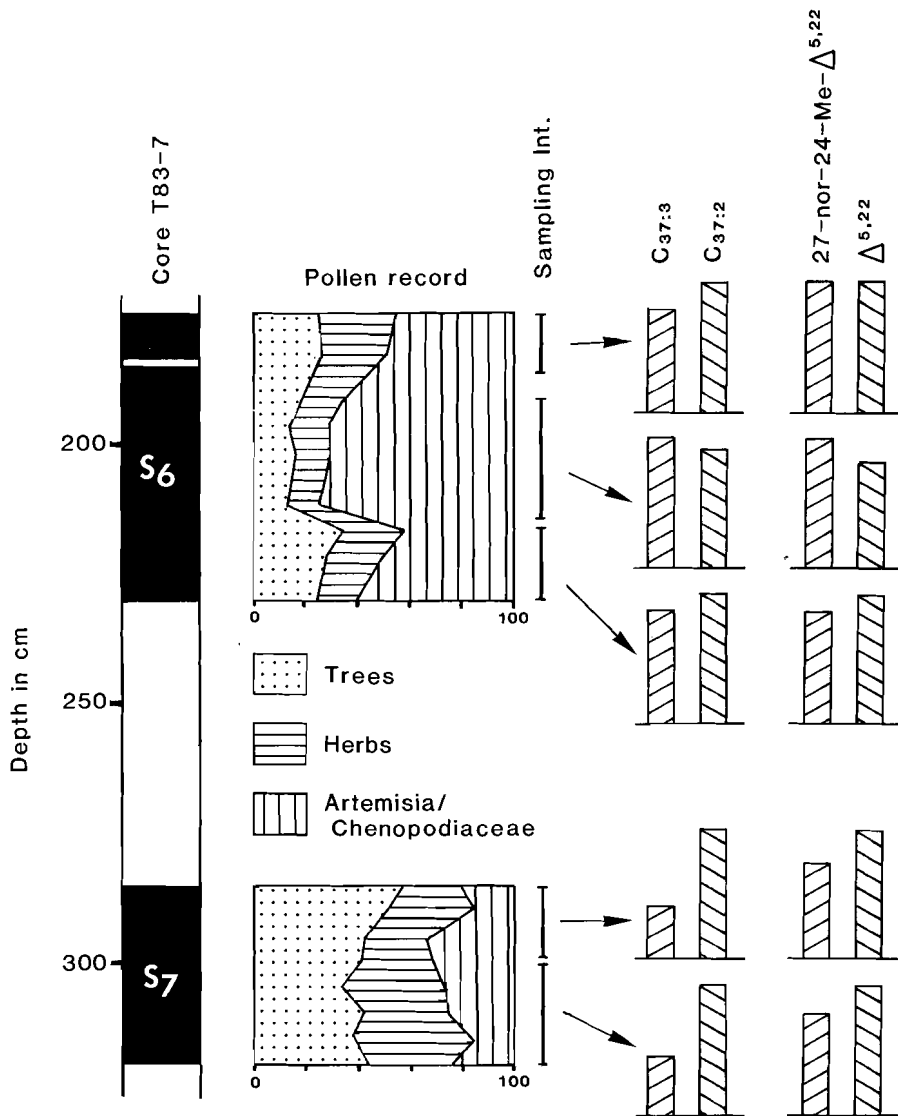 Core T83-7
Pollen record
Sampling Int.
C37:3
C37:2
27-nor-24-Me-Δ5,22
Δ5,22
Depth in cm
200
250
300
S6
S7
0
100
Trees
Herbs
Artemisia/
Chenopodiaceae
0
100